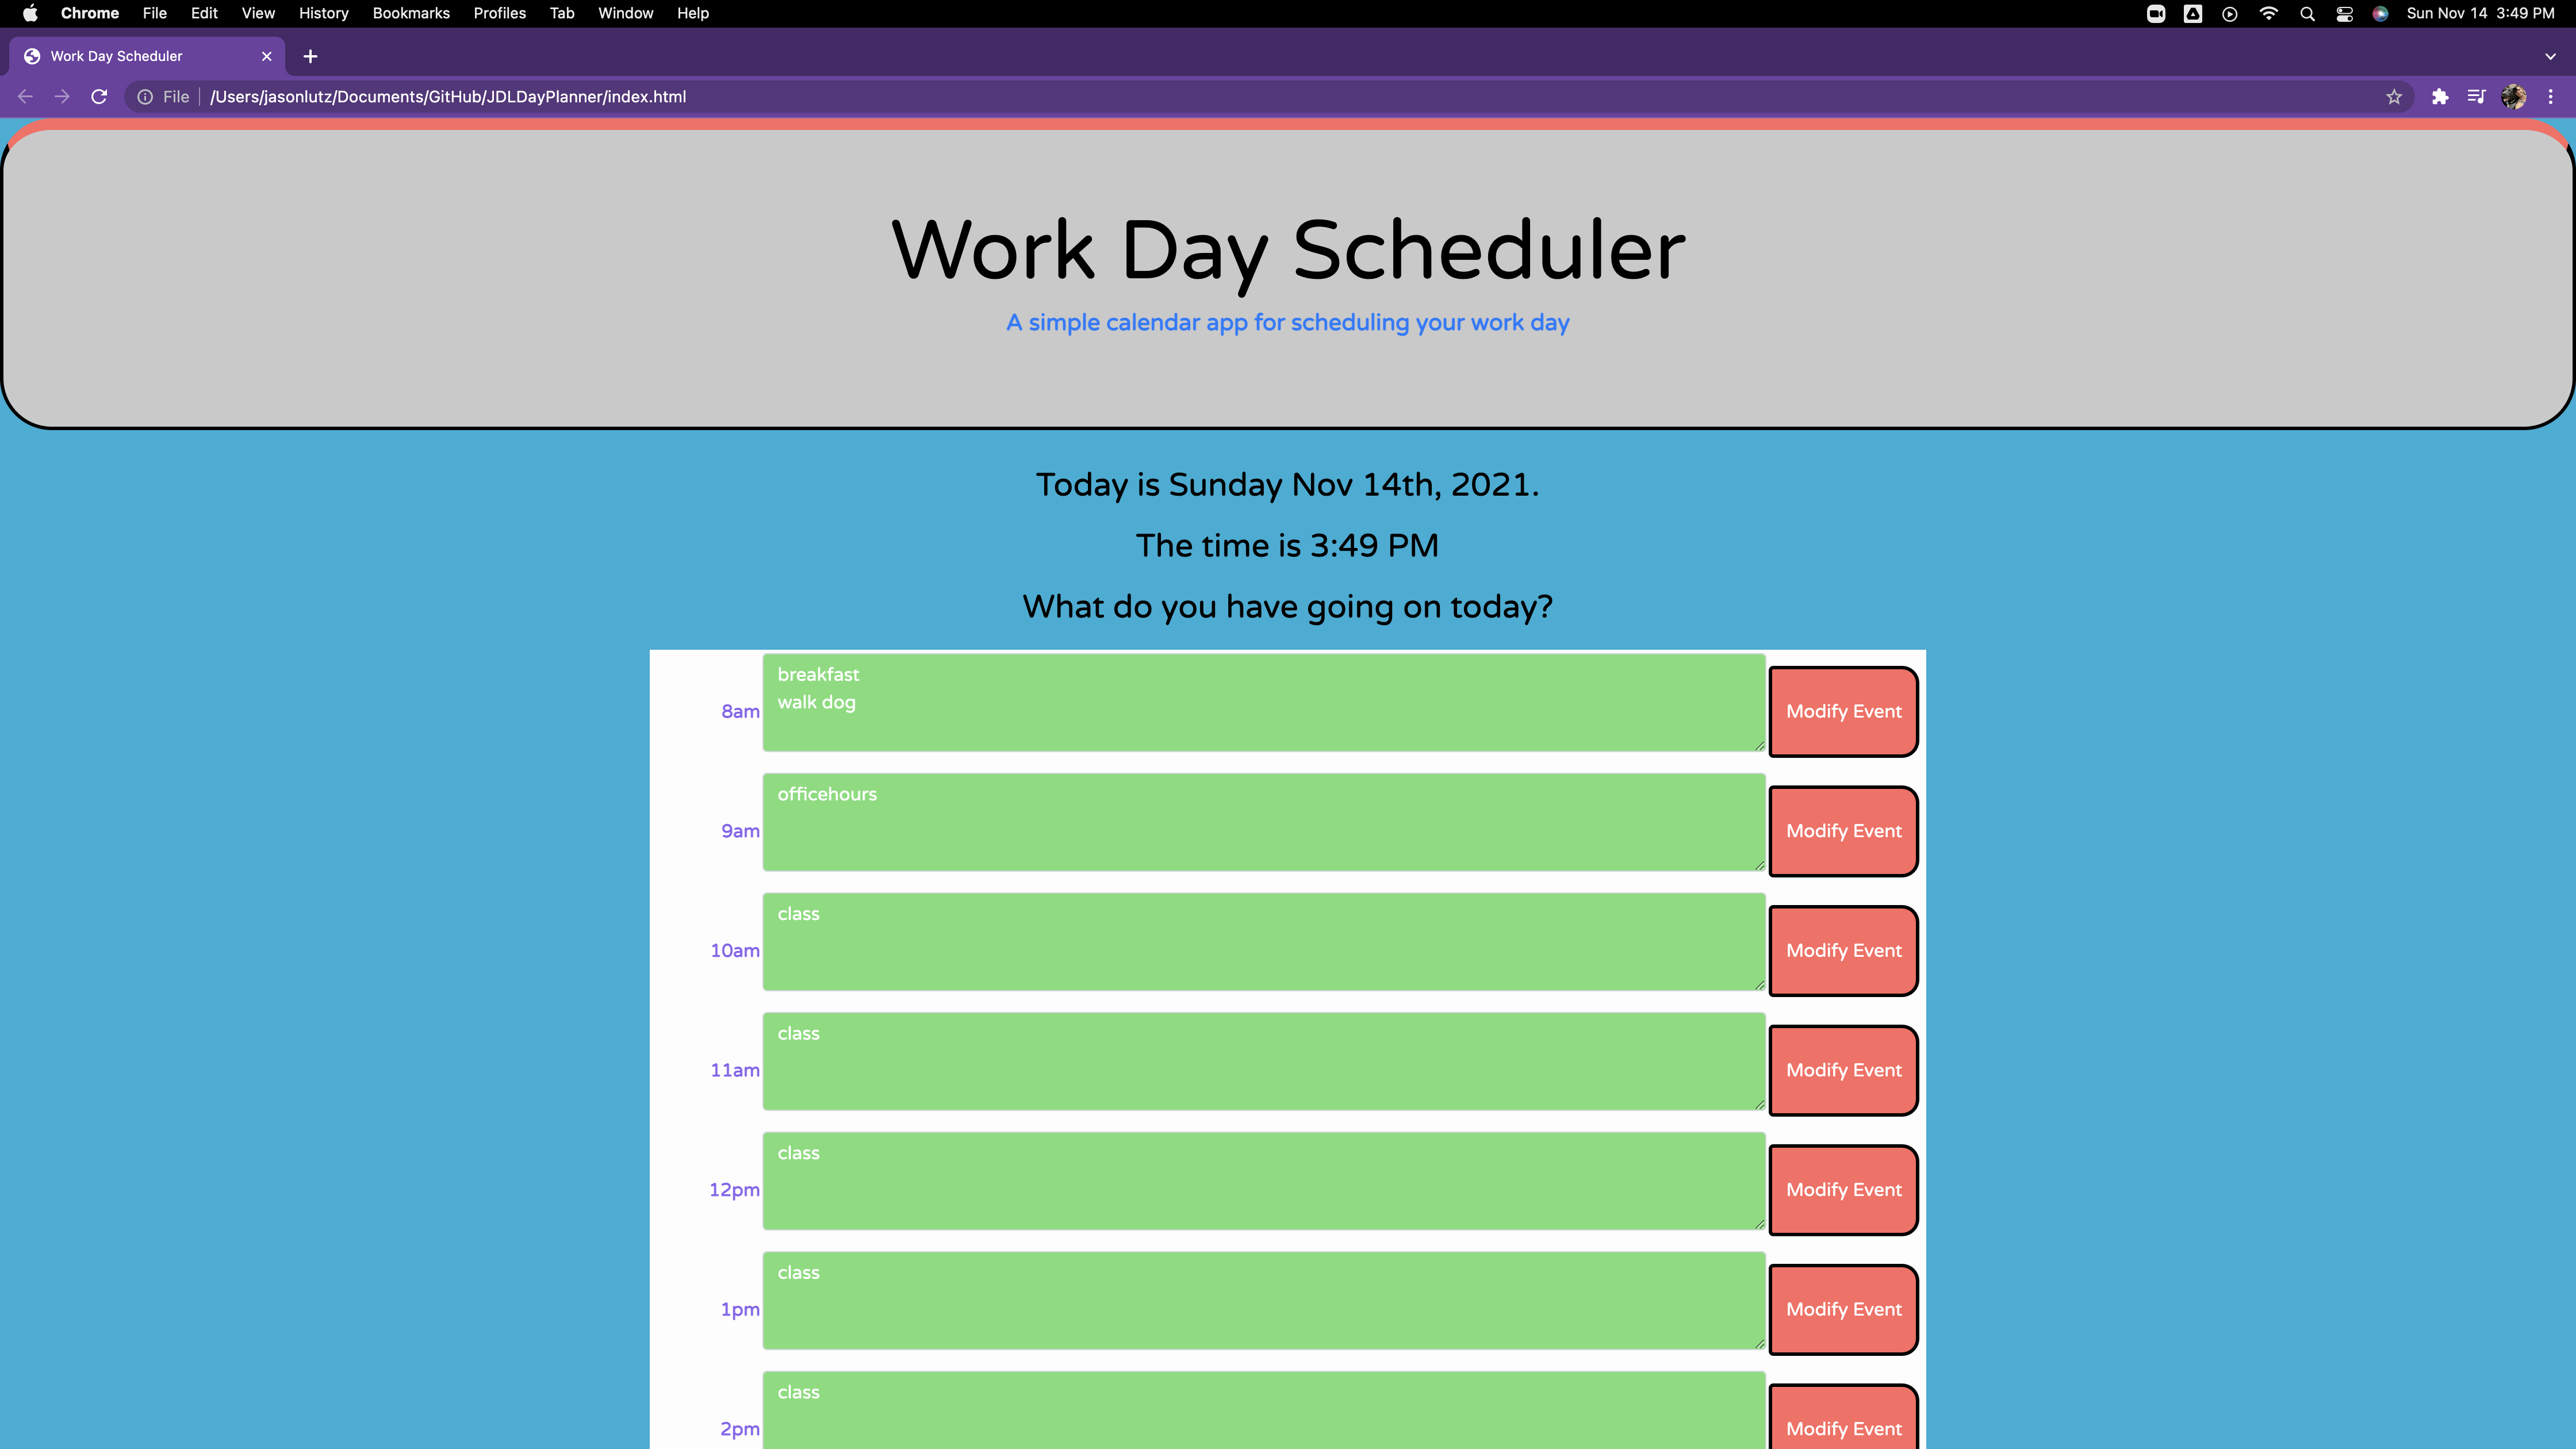 Chrome File Edit View History Bookmarks Profiles Tab Window Help Sun Nov 14 3:49 PM
Work Day Scheduler
File /Users/jasonlutz/Documents/GitHub/JDLDayPlanner/index.html
Work Day Scheduler
A simple calendar app for scheduling your work day
Today is Sunday Nov 14th, 2021.
The time is 3:49 PM
What do you have going on today?
breakfast
walk dog
8am
Modify Event
officehours
9am
Modify Event
class
10am
Modify Event
class
11am
Modify Event
class
12pm
Modify Event
class
1pm
Modify Event
class
2pm
Modify Event